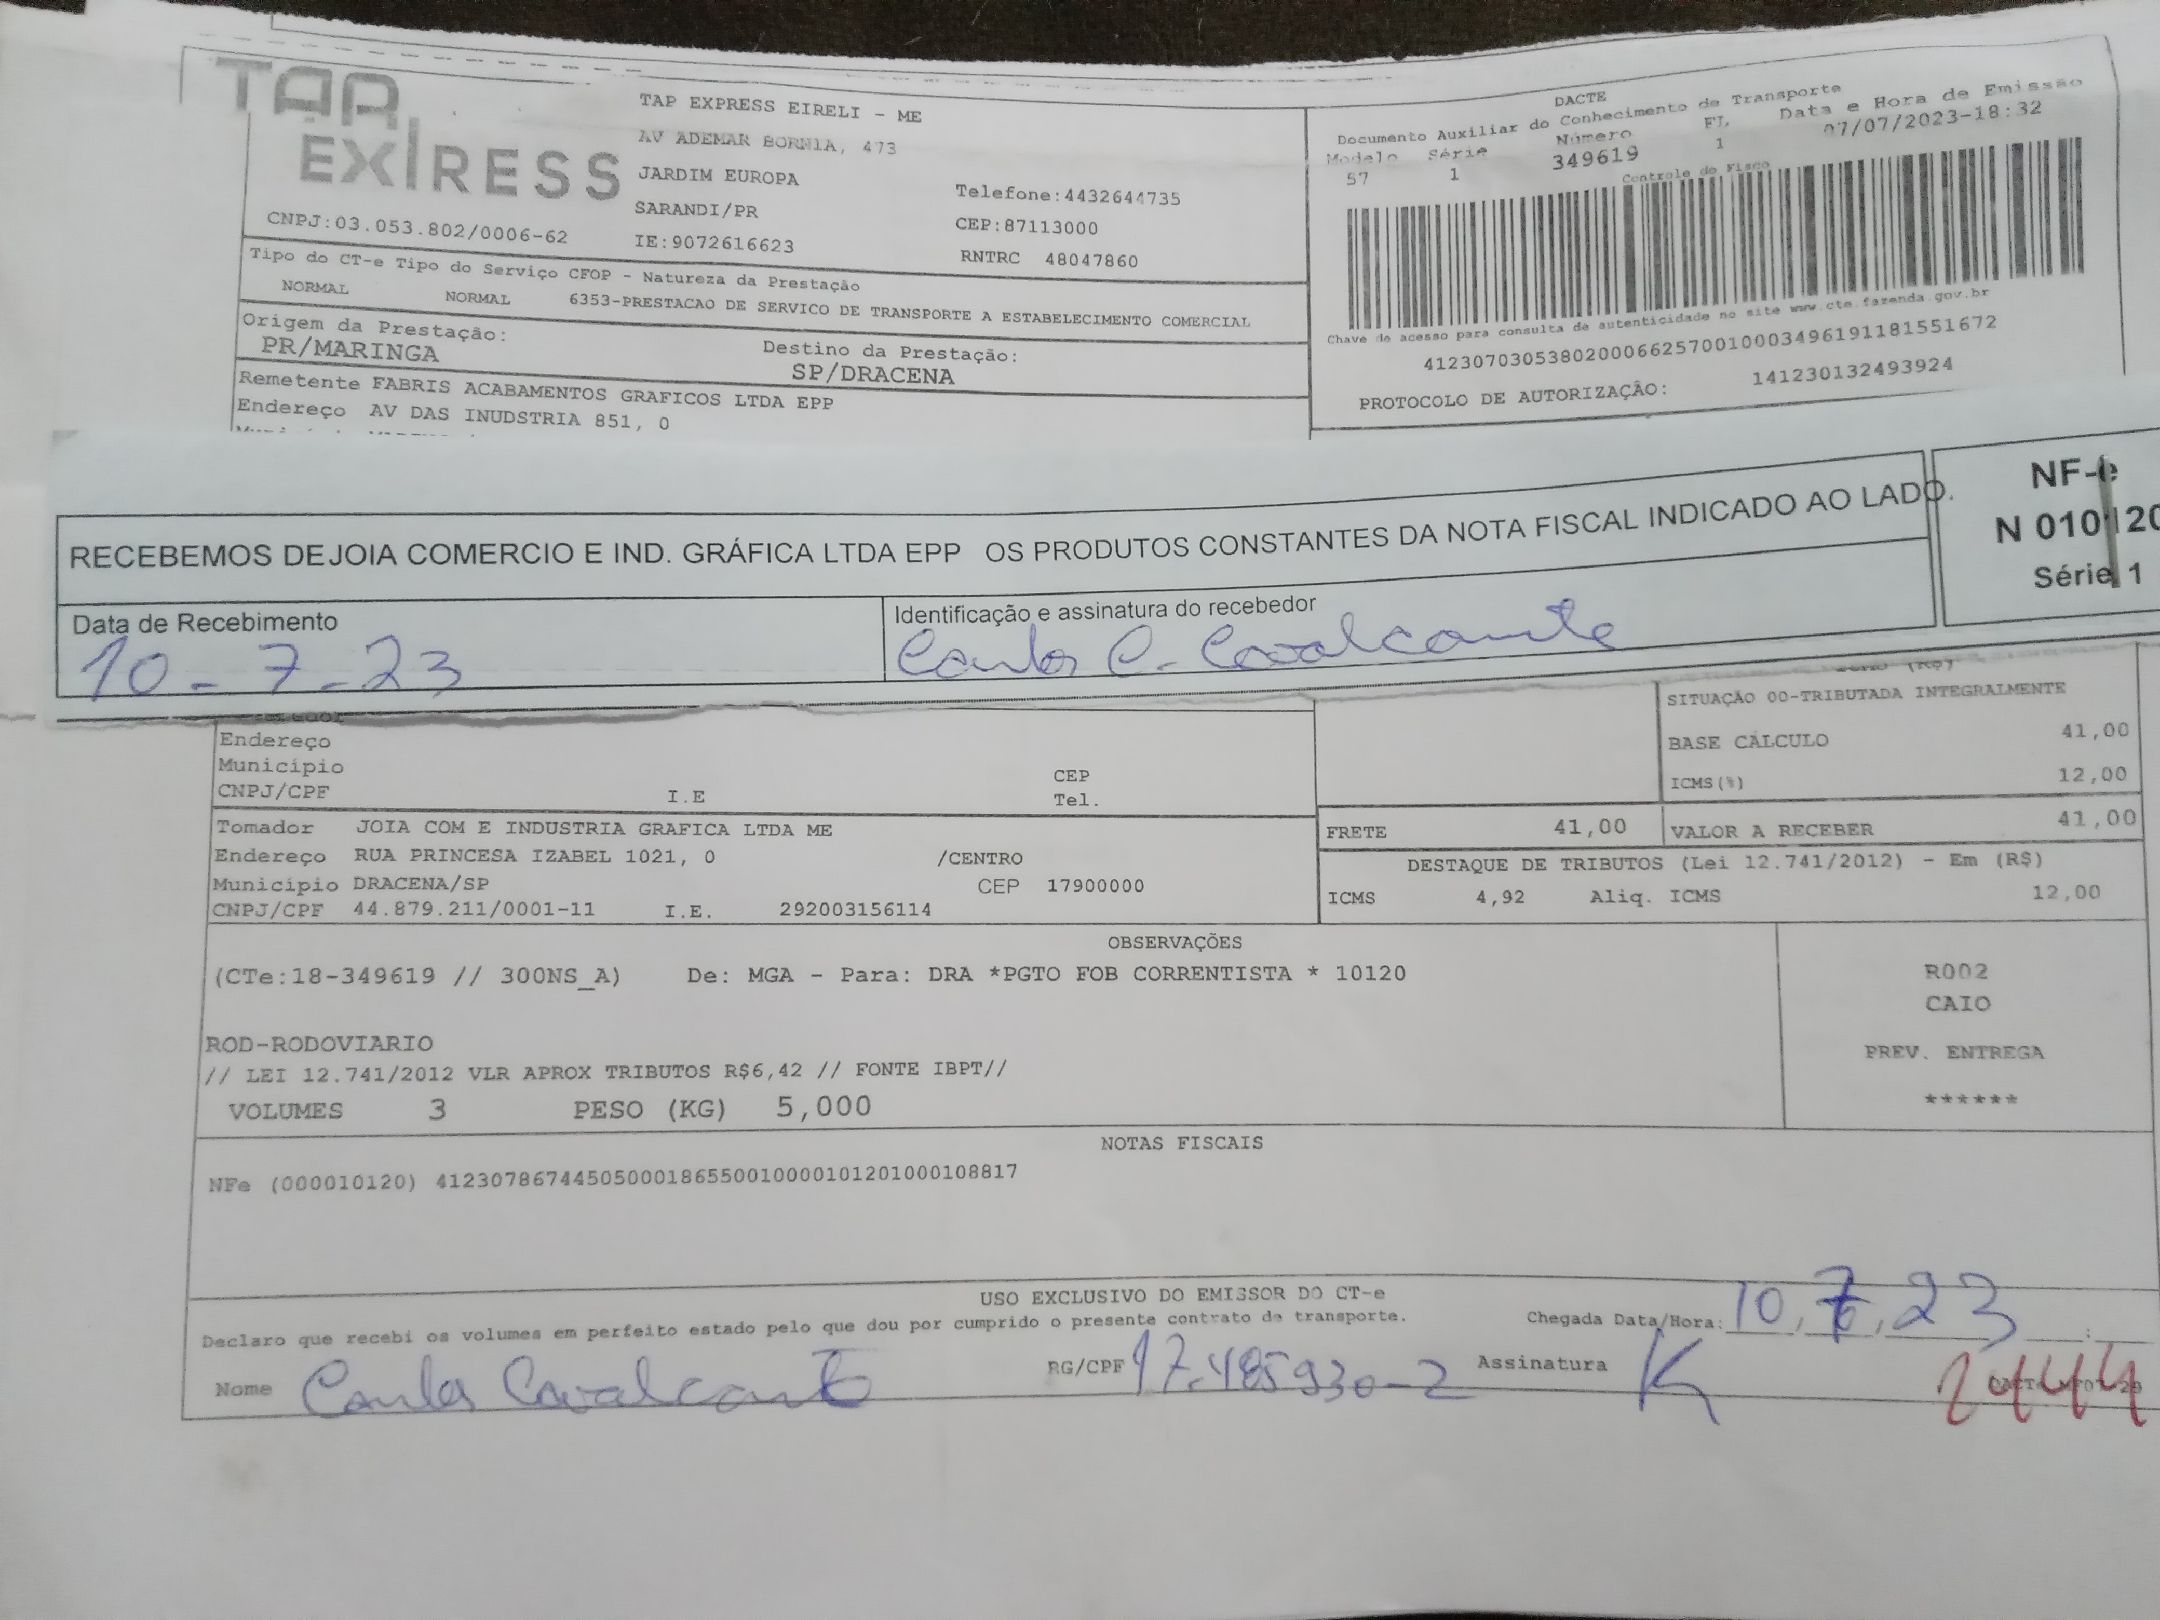 TAP EXPRESS
TAP EXPRESS EIRELI - ME
AV ADEMAR BORNIA, 473
JARDIM EUROPA
Telefone:4432644735
SARANDI/PR
CEP:87113000
CNPJ:03.053.802/0006-62
IE:9072616623
RNTRC 48047860
DACTE
Documento Auxiliar do Conhecimento de Transporte
Modelo Série Número FL Data e Hora de Emissão
57 1 349619 1 07/07/2023-18:32
Controle do Fisco
Chave de acesso para consulta de autenticidade no site www.cte.fazenda.gov.br
41230703053802000662570010003496191181551672
PROTOCOLO DE AUTORIZAÇÃO: 141230132493924
Tipo do CT-e Tipo do Serviço CFOP - Natureza da Prestação
NORMAL NORMAL 6353-PRESTACAO DE SERVICO DE TRANSPORTE A ESTABELECIMENTO COMERCIAL
Origem da Prestação: Destino da Prestação:
PR/MARINGA SP/DRACENA
Remetente FABRIS ACABAMENTOS GRAFICOS LTDA EPP
Endereço AV DAS INUDSTRIA 851, 0
RECEBEMOS DEJOIA COMERCIO E IND. GRÁFICA LTDA EPP OS PRODUTOS CONSTANTES DA NOTA FISCAL INDICADO AO LADO.
NF-e
N 010120
Série 1
Data de Recebimento
10-7-23
Identificação e assinatura do recebedor
Carlos C. Cavalcante
Endereço
Município CEP
CNPJ/CPF I.E Tel.
SITUAÇÃO 00-TRIBUTADA INTEGRALMENTE
BASE CÁLCULO 41,00
ICMS(%) 12,00
FRETE 41,00 VALOR A RECEBER 41,00
DESTAQUE DE TRIBUTOS (Lei 12.741/2012) - Em (R$)
ICMS 4,92 Aliq. ICMS 12,00
Tomador JOIA COM E INDUSTRIA GRAFICA LTDA ME
Endereço RUA PRINCESA IZABEL 1021, 0 /CENTRO
Município DRACENA/SP CEP 17900000
CNPJ/CPF 44.879.211/0001-11 I.E. 292003156114
OBSERVAÇÕES
(CTe:18-349619 // 300NS_A) De: MGA - Para: DRA *PGTO FOB CORRENTISTA * 10120
R002
CAIO
ROD-RODOVIARIO
PREV. ENTREGA
******
// LEI 12.741/2012 VLR APROX TRIBUTOS R$6,42 // FONTE IBPT//
VOLUMES 3 PESO (KG) 5,000
NOTAS FISCAIS
NFe (000010120) 41230786744505000186550010000101201000108817
USO EXCLUSIVO DO EMISSOR DO CT-e
Declaro que recebi os volumes em perfeito estado pelo que dou por cumprido o presente contrato de transporte.
Chegada Data/Hora: 10,7,23
Nome Carlos Cavalcante RG/CPF 17.485930-2 Assinatura